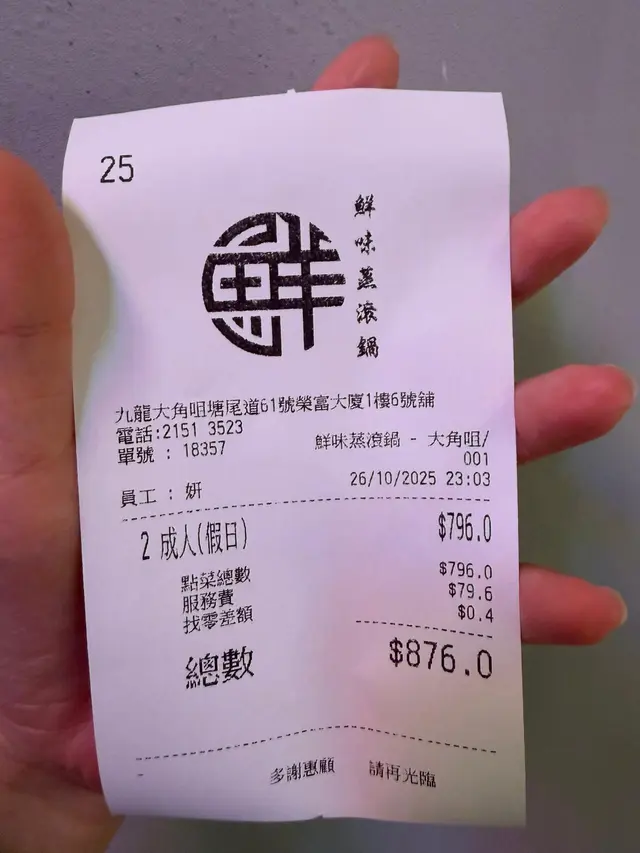 25
鮮
鮮味蒸滾鍋
九龍大角咀塘尾道61號榮富大廈1樓6號舖
電話:2151 3523
單號 : 18357
鮮味蒸滾鍋 - 大角咀/
001
26/10/2025 23:03
員工 : 妍
2 成人(假日) $796.0
點菜總數 $796.0
服務費 $79.6
找零差額 $0.4
總數 $876.0
多謝惠顧 請再光臨